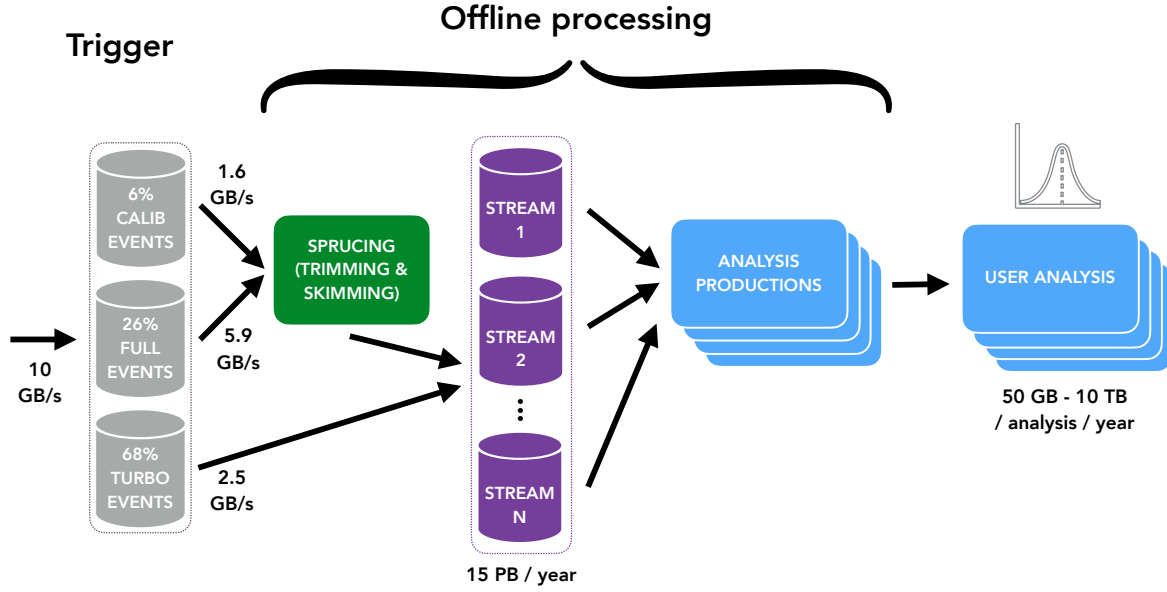 Trigger
Offline processing
10
GB/s
6%
CALIB
EVENTS
26%
FULL
EVENTS
68%
TURBO
EVENTS
1.6
GB/s
5.9
GB/s
2.5
GB/s
SPRUCING
(TRIMMING &
SKIMMING)
STREAM
1
STREAM
2
STREAM
N
15 PB / year
ANALYSIS
PRODUCTIONS
USER ANALYSIS
50 GB - 10 TB
/ analysis / year